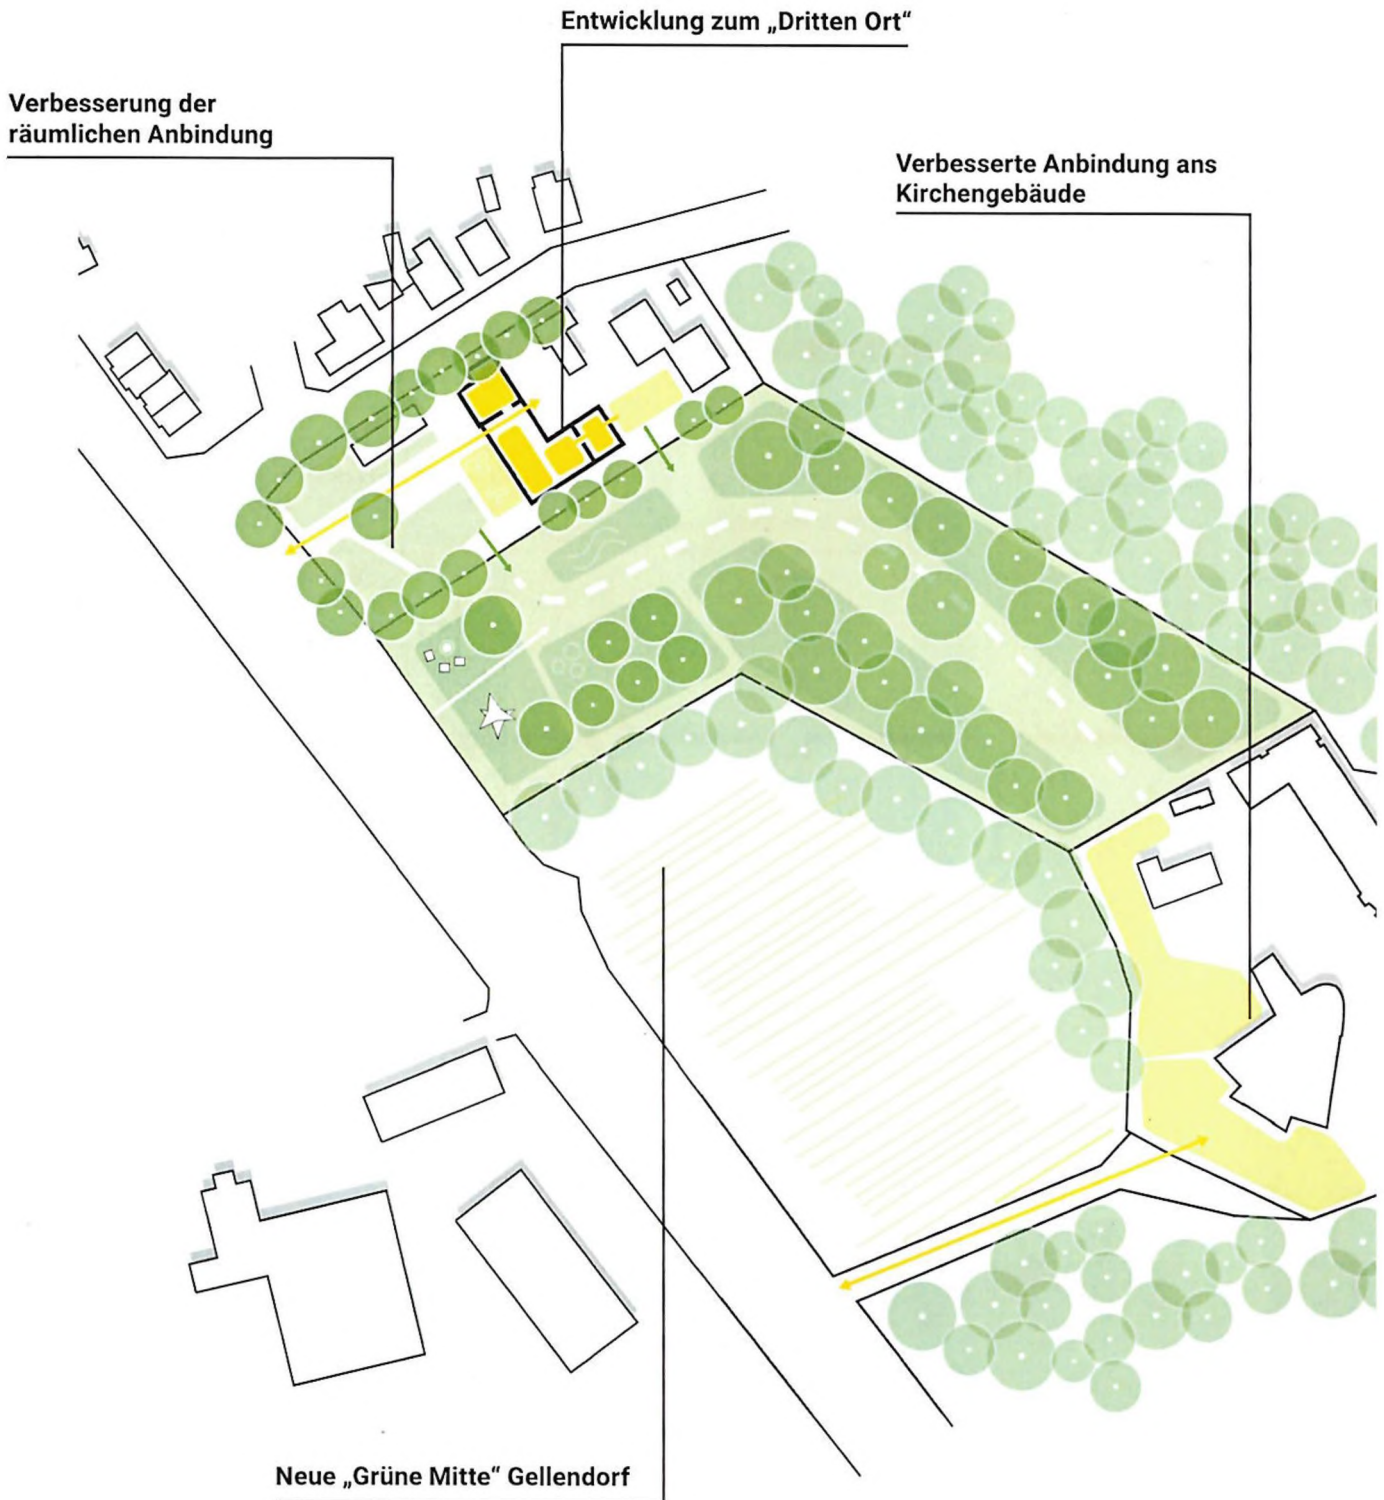 Entwicklung zum „Dritten Ort“
Verbesserung der
räumlichen Anbindung
Verbesserte Anbindung ans
Kirchengebäude
Neue „Grüne Mitte“ Gellendorf